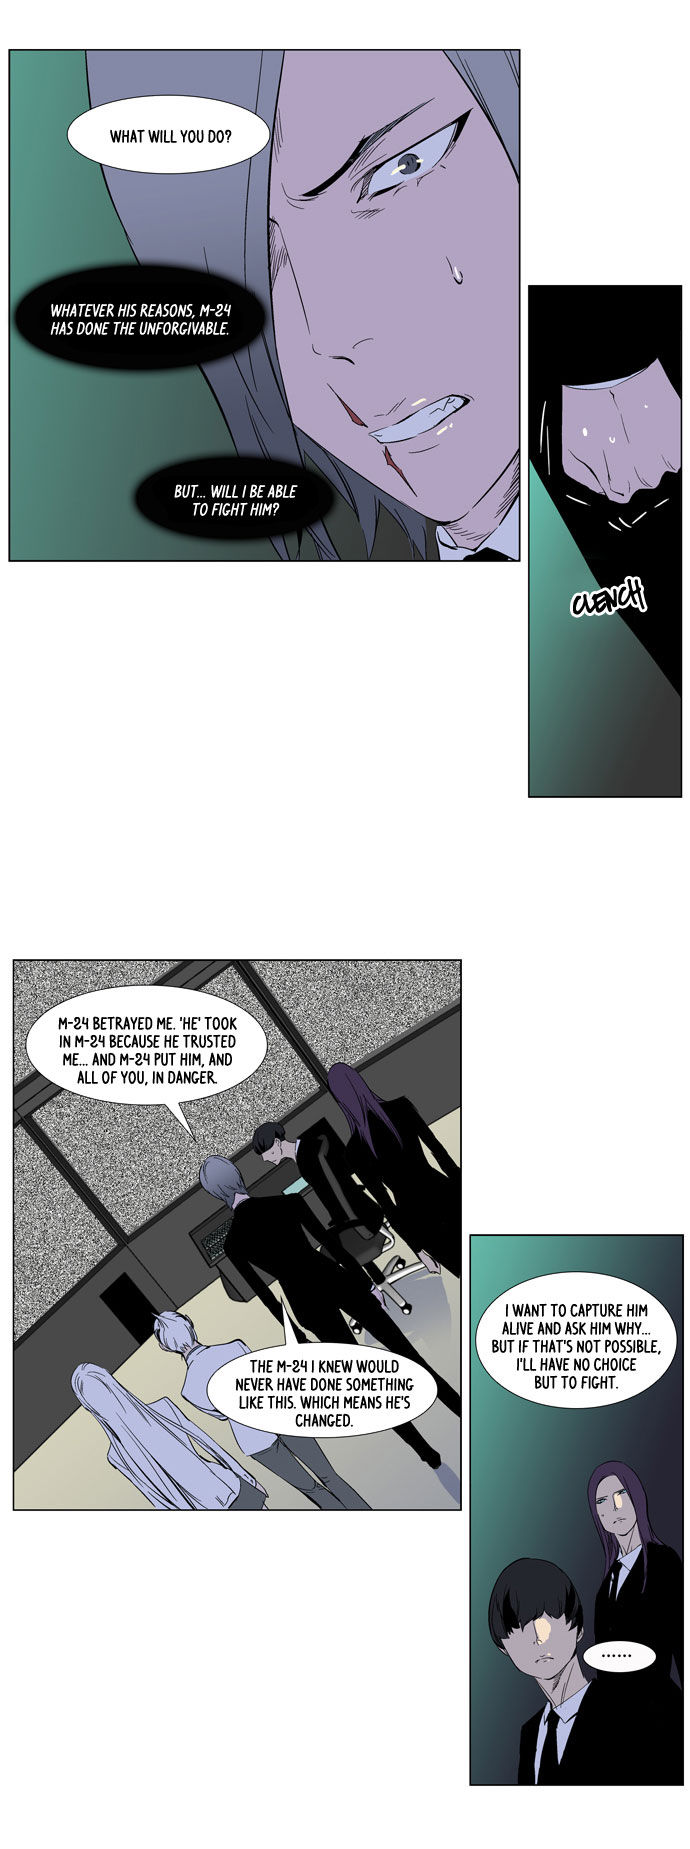 WHAT WILL YOU DO?
WHATEVER HIS REASONS, M-24
HAS DONE THE UNFORGIVABLE.
BUT... WILL I BE ABLE
TO FIGHT HIM?
CLENCH
M-24 BETRAYED ME. 'HE' TOOK
IN M-24 BECAUSE HE TRUSTED
ME... AND M-24 PUT HIM, AND
ALL OF YOU, IN DANGER.
THE M-24 I KNEW WOULD
NEVER HAVE DONE SOMETHING
LIKE THIS. WHICH MEANS HE'S
CHANGED.
I WANT TO CAPTURE HIM
ALIVE AND ASK HIM WHY...
BUT IF THAT'S NOT POSSIBLE,
I'LL HAVE NO CHOICE
BUT TO FIGHT.
......